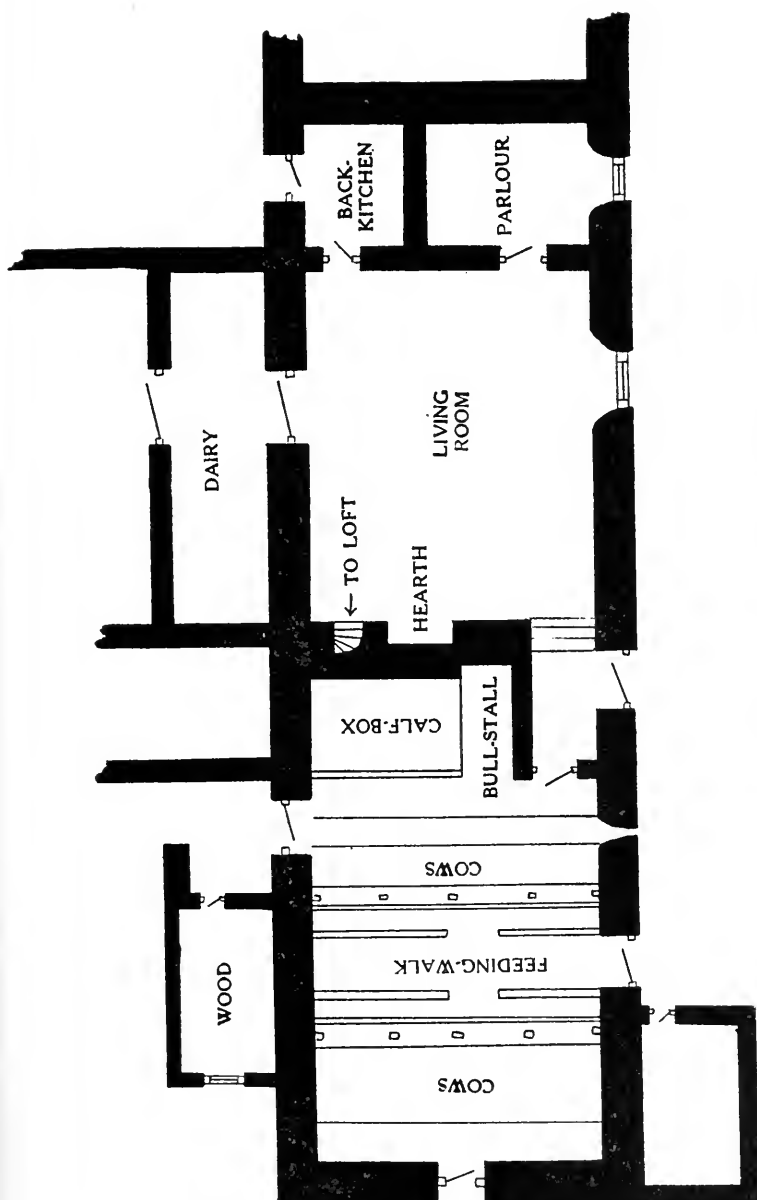 BACK-
KITCHEN
PARLOUR
DAIRY
LIVING
ROOM
← TO LOFT
HEARTH
CALF-BOX
BULL-STALL
COWS
FEEDING-WALK
WOOD
COWS